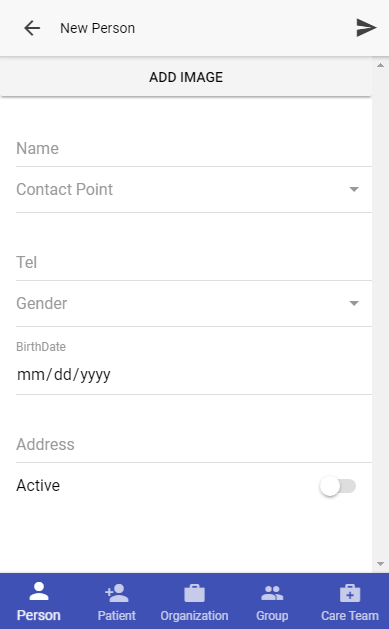 New Person
ADD IMAGE
Name
Contact Point
Tel
Gender
BirthDate
mm/dd/yyyy
Address
Active
Person Patient Organization Group Care Team